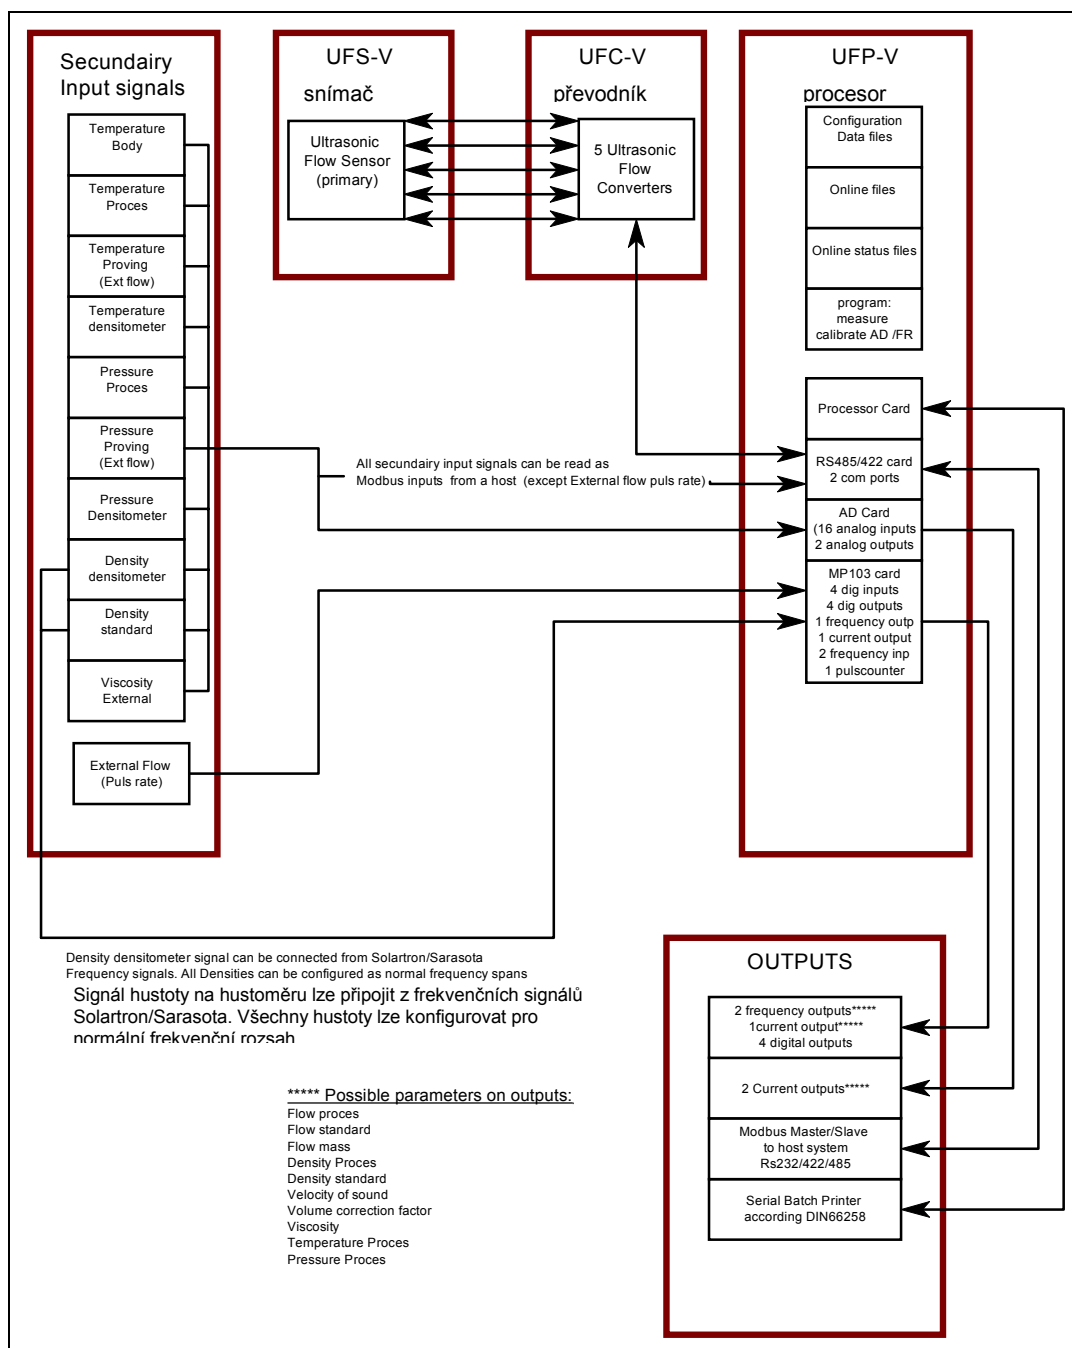 Secundairy
Input signals
Temperature
Body
Temperature
Proces
Temperature
Proving
(Ext flow)
Temperature
densitometer
Pressure
Proces
Pressure
Proving
(Ext flow)
Pressure
Densitometer
Density
densitometer
Density
standard
Viscosity
External
External Flow
(Puls rate)
UFS-V
snímač
Ultrasonic
Flow Sensor
(primary)
UFC-V
převodník
5 Ultrasonic
Flow
Converters
UFP-V
procesor
Configuration
Data files
Online files
Online status files
program:
measure
calibrate AD /FR
Processor Card
RS485/422 card
2 com ports
AD Card
(16 analog inputs
2 analog outputs
MP103 card
4 dig inputs
4 dig outputs
1 frequency outp
1 current output
2 frequency inp
1 pulscounter
All secundairy input signals can be read as
Modbus inputs from a host (except External flow puls rate)
Density densitometer signal can be connected from Solartron/Sarasota
Frequency signals. All Densities can be configured as normal frequency spans
Signál hustoty na hustoměru lze připojit z frekvenčních signálů
Solartron/Sarasota. Všechny hustoty lze konfigurovat pro
normální frekvenční rozsah
***** Possible parameters on outputs:
Flow proces
Flow standard
Flow mass
Density Proces
Density standard
Velocity of sound
Volume correction factor
Viscosity
Temperature Proces
Pressure Proces
OUTPUTS
2 frequency outputs*****
1current output*****
4 digital outputs
2 Current outputs*****
Modbus Master/Slave
to host system
Rs232/422/485
Serial Batch Printer
according DIN66258